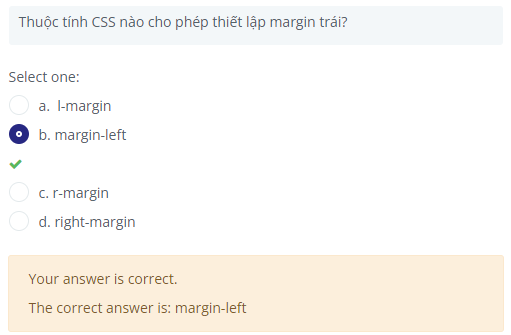 Thuộc tính CSS nào cho phép thiết lập margin trái?
Select one:
a. l-margin
b. margin-left
c. r-margin
d. right-margin
Your answer is correct.
The correct answer is: margin-left